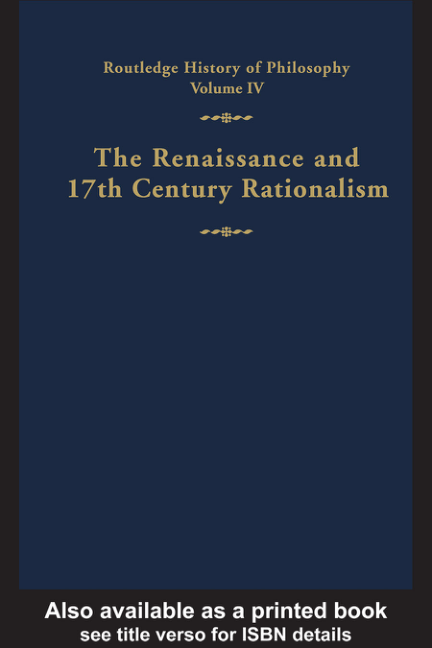 Routledge History of Philosophy
Volume IV
The Renaissance and
17th Century Rationalism
Also available as a printed book
see title verso for ISBN details